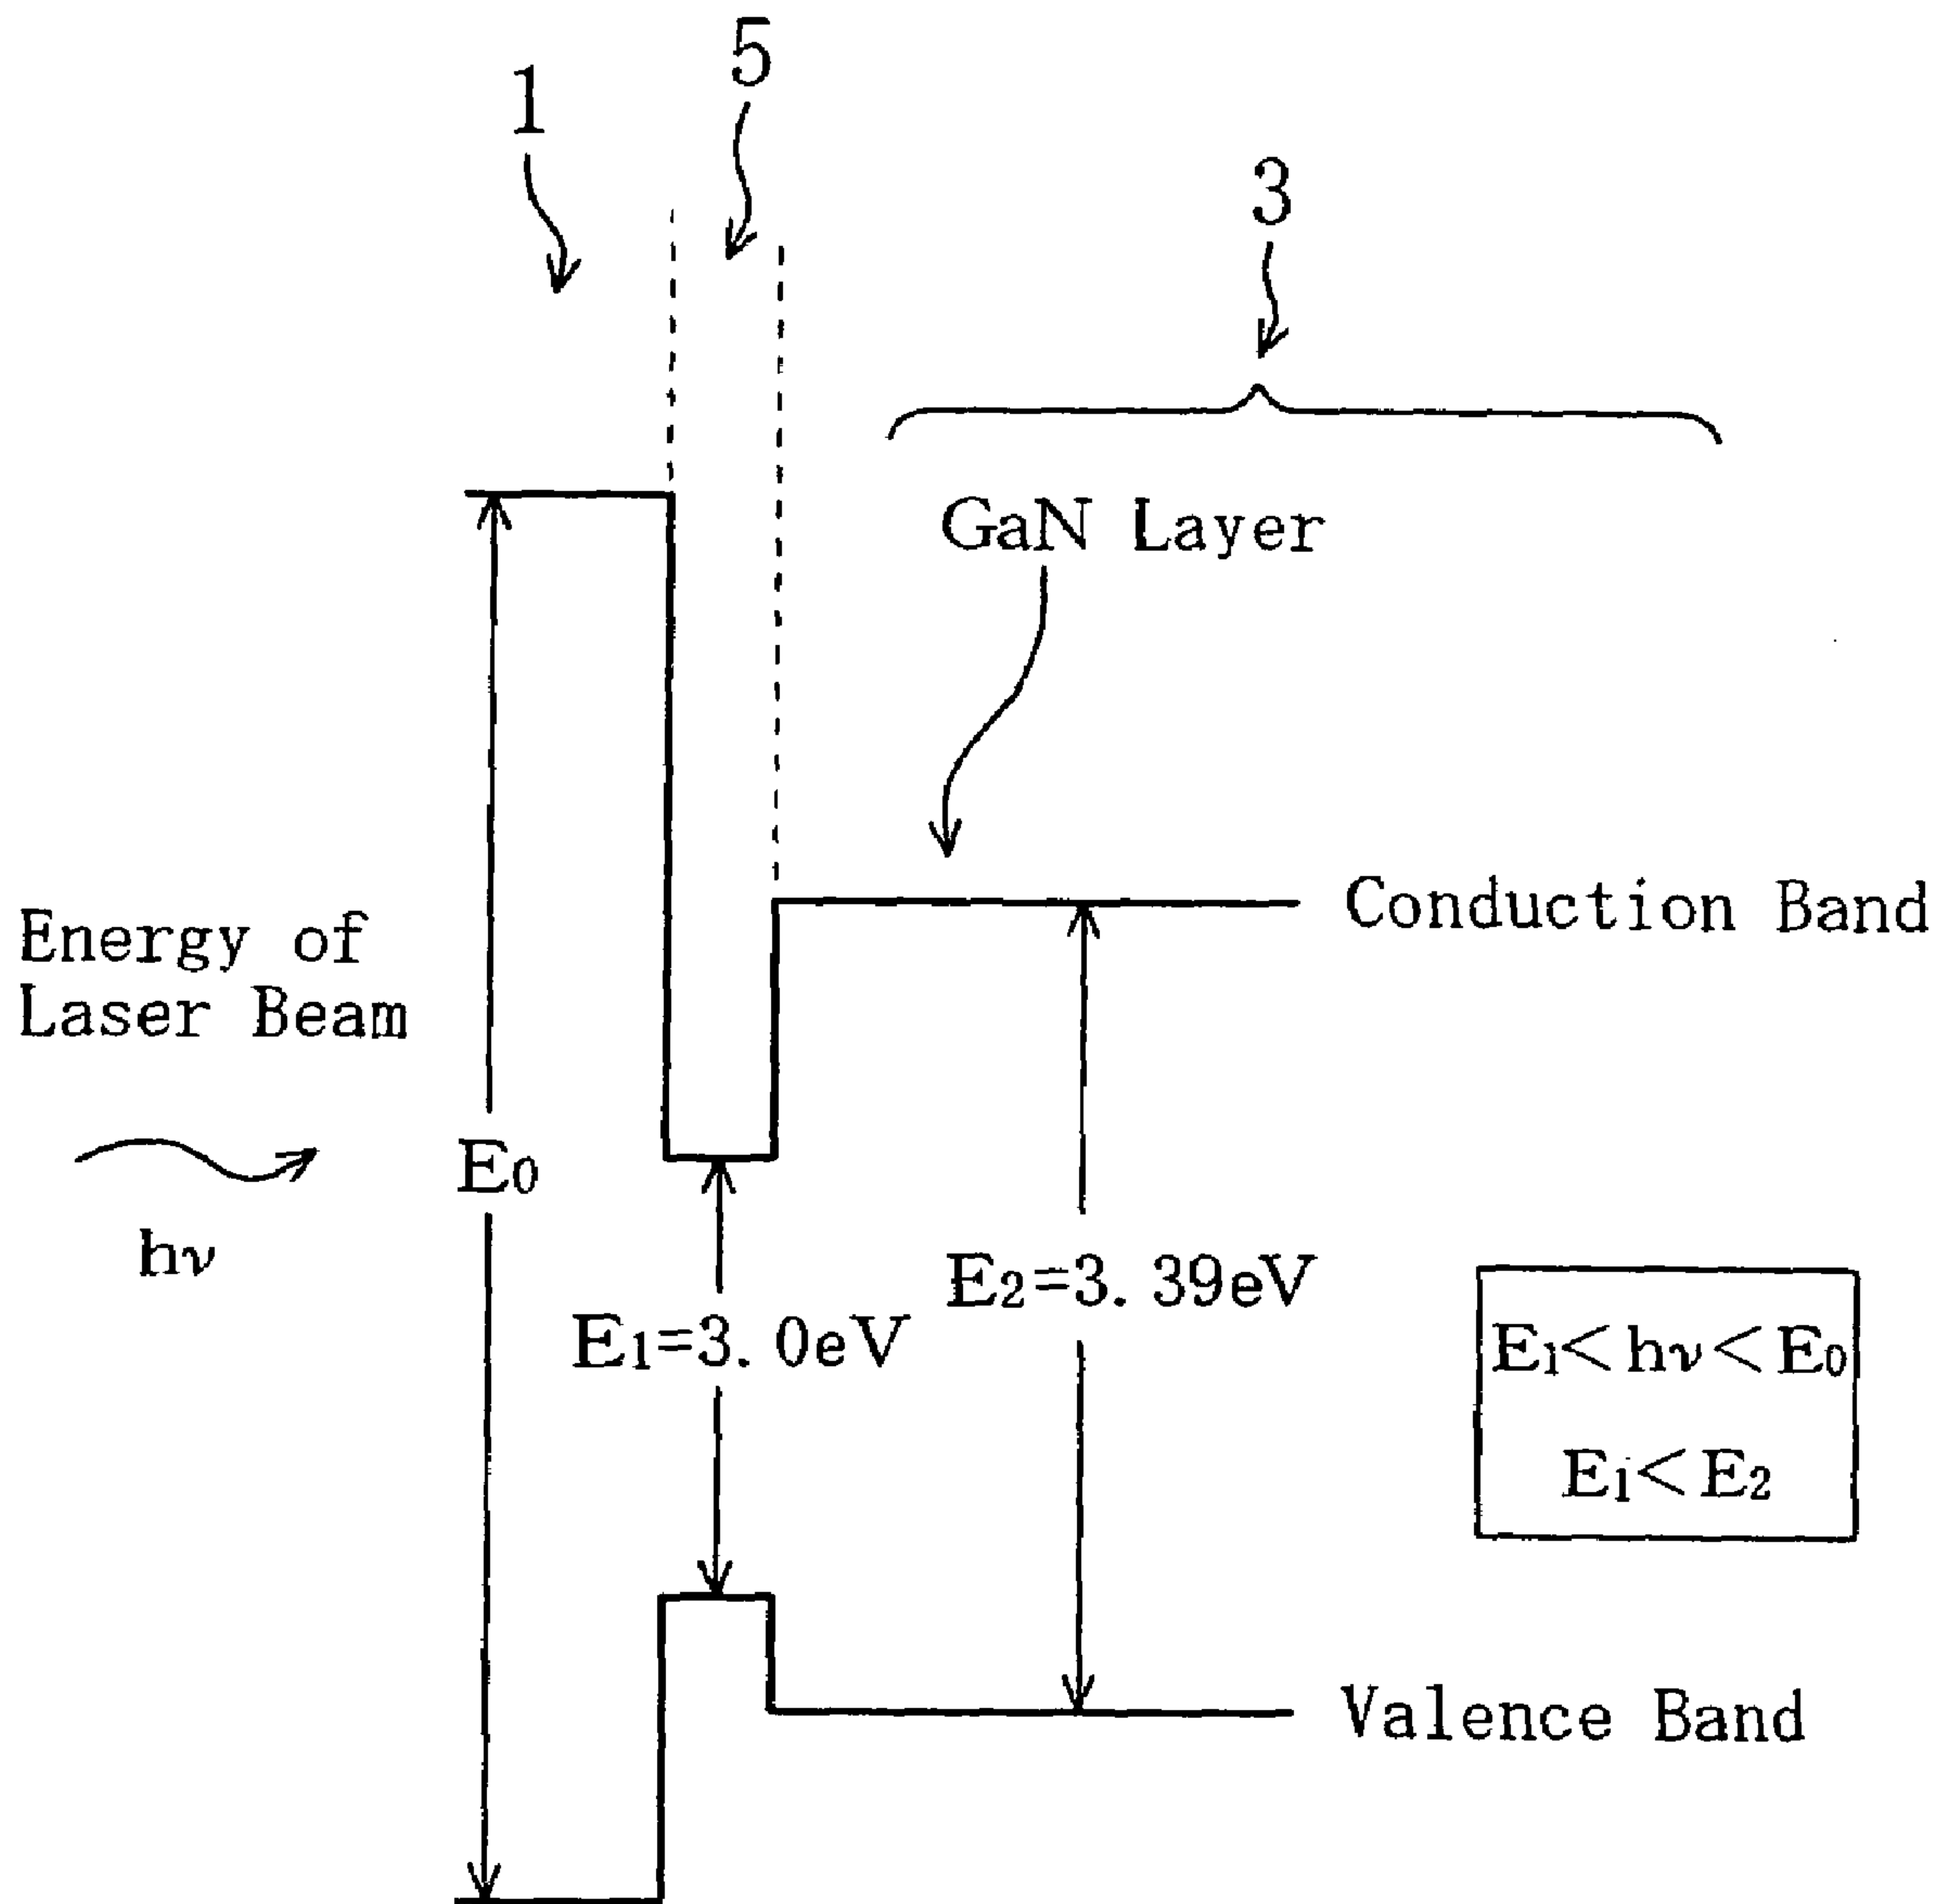 5
1
3
GaN Layer
Conduction Band
Energy of
Laser Beam
E0
hν
E2=3.39eV
E1=3.0eV
E1<hν<E0
E1<E2
Valence Band